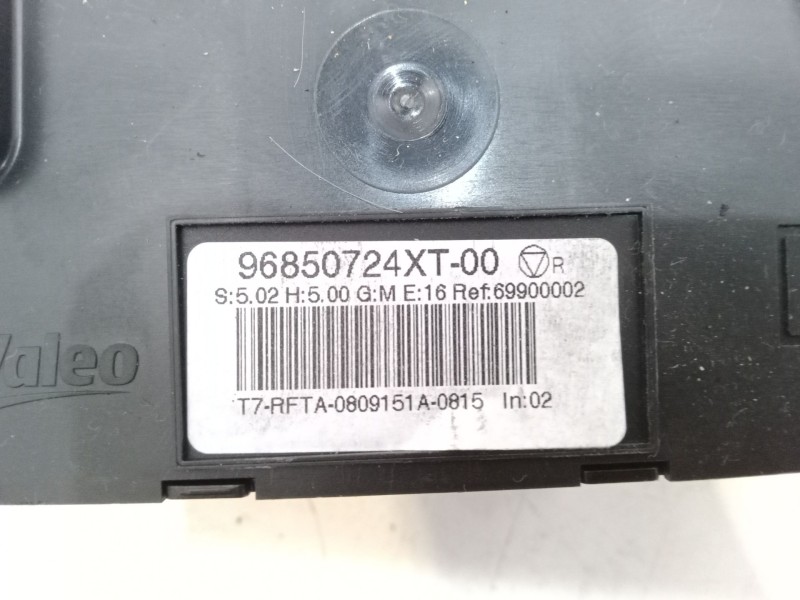 96850724XT-00 R
S:5.02 H:5.00 G:M E:16 Ref:69900002
Valeo
T7-RFTA-0809151A-0815 In:02